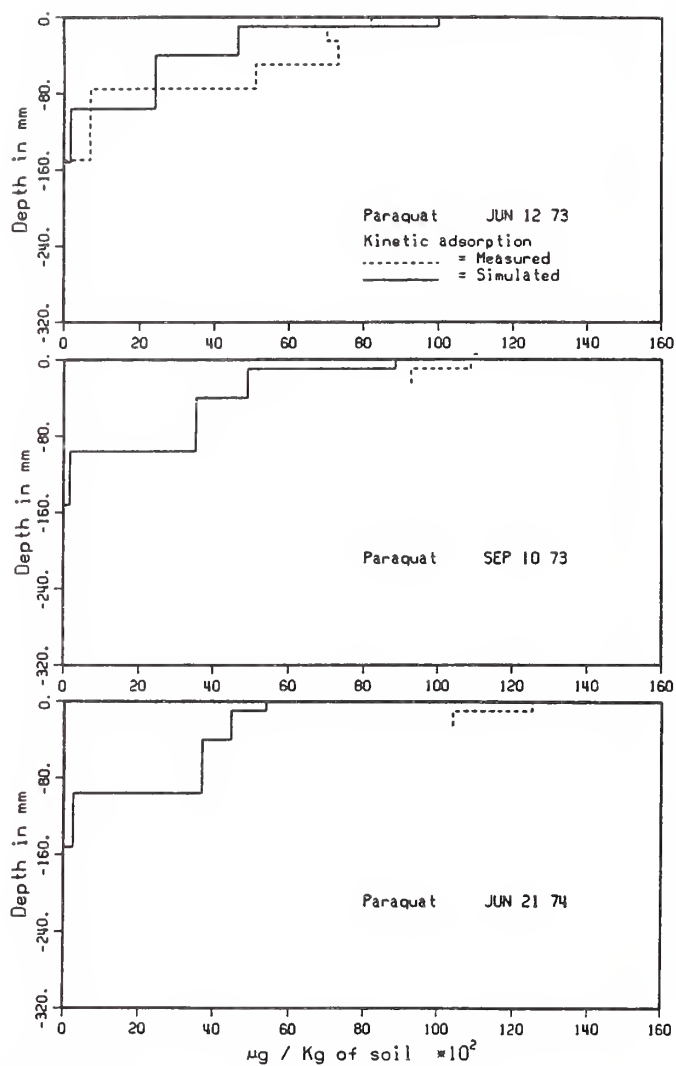 0.
-80.
-160.
-240.
-320.
Depth in mm
Paraquat JUN 12 73
Kinetic adsorption
= Measured
= Simulated
0 20 40 60 80 100 120 140 160
0.
-80.
-160.
-240.
-320.
Depth in mm
Paraquat SEP 10 73
0 20 40 60 80 100 120 140 160
0.
-80.
-160.
-240.
-320.
Depth in mm
Paraquat JUN 21 74
0 20 40 60 80 100 120 140 160
µg / Kg of soil *10²